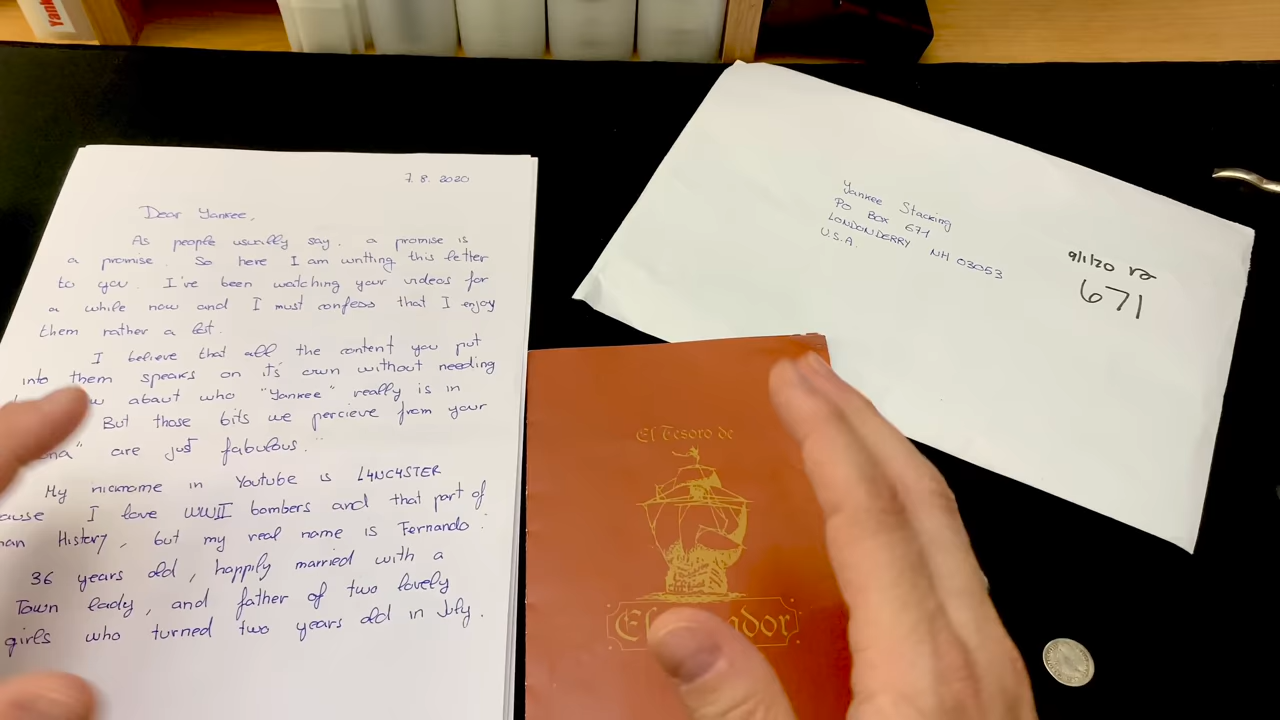 Yank
7. 8. 2020
Dear Yankee,
As people usually say. a promise is
a promise. So here I am writing this letter
to you. I've been watching your videos for
a while now and I must confess that I enjoy
them rather a lot.
I believe that all the content you put
into them speaks on it's own without needing
about who "Yankee" really is in
But those bits we percieve from your
are just fabulous.
My nickname in Youtube is L4NC4STER
I love WWII bombers and that part of
History, but my real name is Fernando.
36 years old, happily married with a
Town lady, and father of two lovely
girls who turned two years old in July.
Yankee Stacking
PO Box 671
LONDONDERRY NH 03053
U.S.A.
9/1/20
671
El Tesoro de